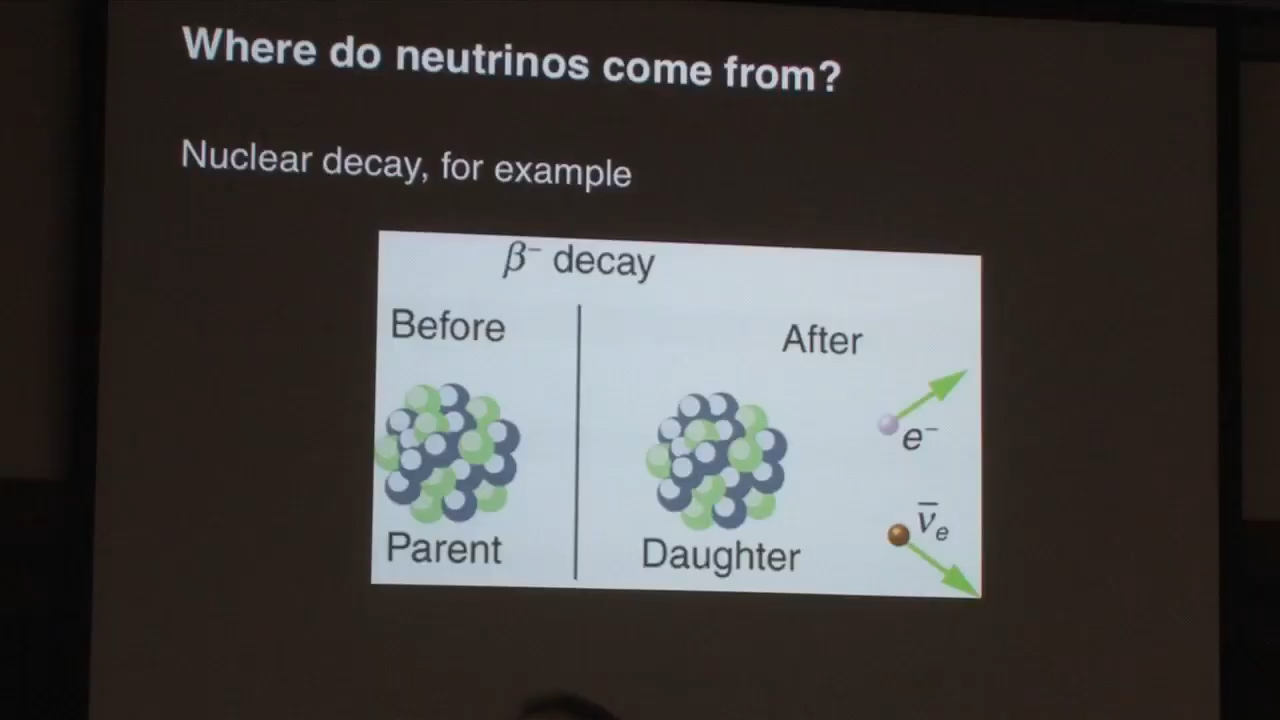 Where do neutrinos come from?
Nuclear decay, for example
β⁻ decay
Before
After
e⁻
ν̅ₑ
Parent
Daughter